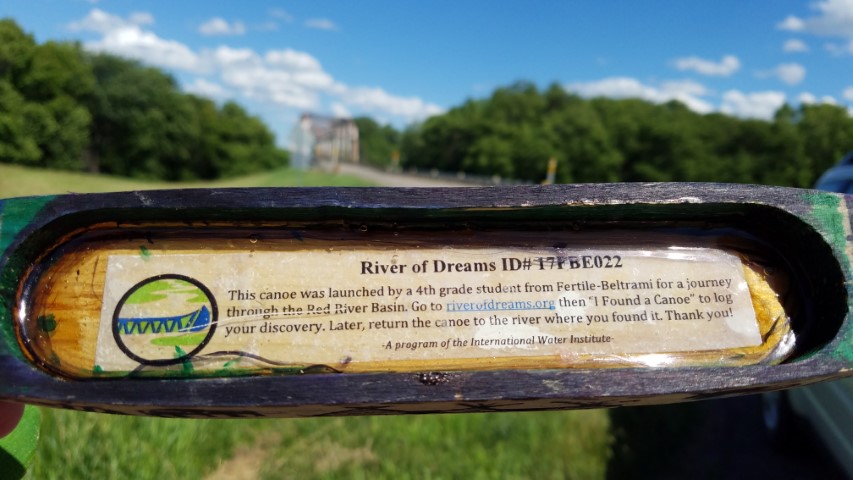 River of Dreams ID# 17FBE022
This canoe was launched by a 4th grade student from Fertile-Beltrami for a journey
through the Red River Basin. Go to riverofdreams.org then "I Found a Canoe" to log
your discovery. Later, return the canoe to the river where you found it. Thank you!
-A program of the International Water Institute-